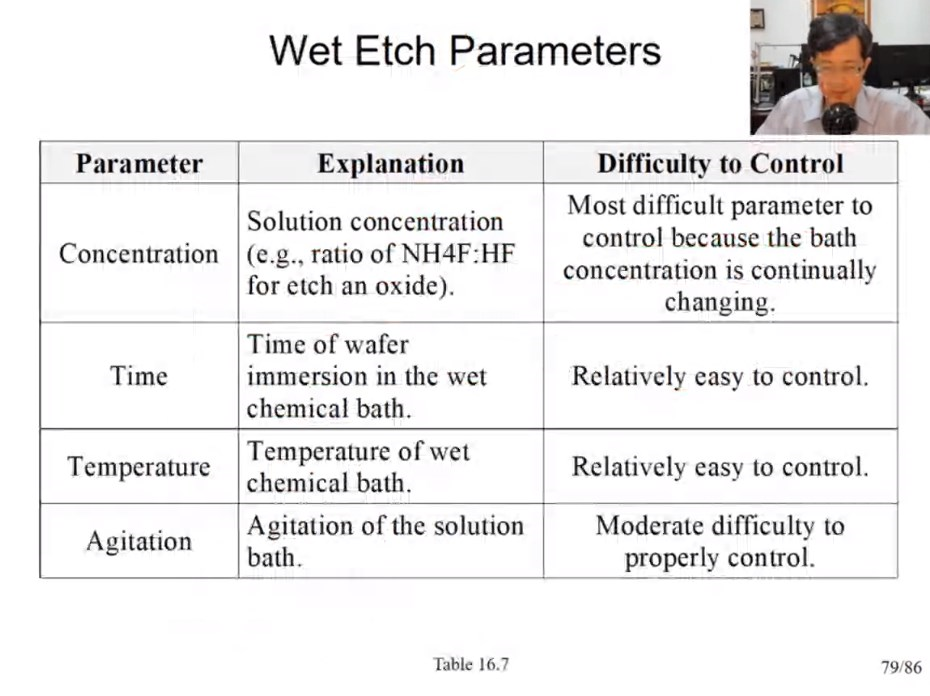 Wet Etch Parameters
Parameter
Explanation
Difficulty to Control
Concentration
Solution concentration
(e.g., ratio of NH4F:HF
for etch an oxide).
Most difficult parameter to
control because the bath
concentration is continually
changing.
Time
Time of wafer
immersion in the wet
chemical bath.
Relatively easy to control.
Temperature
Temperature of wet
chemical bath.
Relatively easy to control.
Agitation
Agitation of the solution
bath.
Moderate difficulty to
properly control.
Table 16.7
79/86